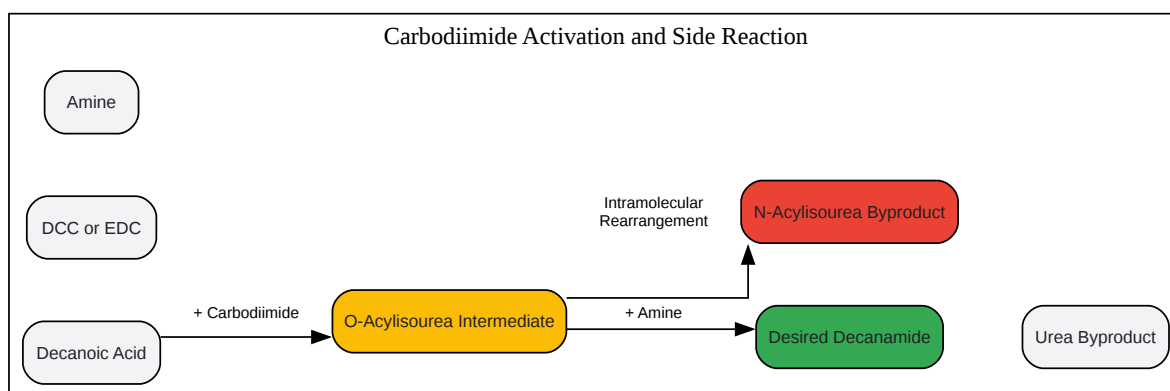 Carbodiimide Activation and Side Reaction
Amine
DCC or EDC
Intramolecular
Rearrangement
N-Acylisourea Byproduct
Decanoic Acid
+ Carbodiimide
O-Acylisourea Intermediate
+ Amine
Desired Decanamide
Urea Byproduct